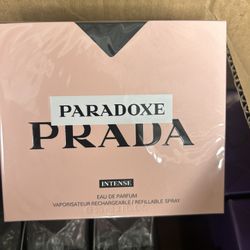 PARADOXE
PRADA
INTENSE
EAU DE PARFUM
VAPORISATEUR RECHARGEABLE / REFILLABLE SPRAY